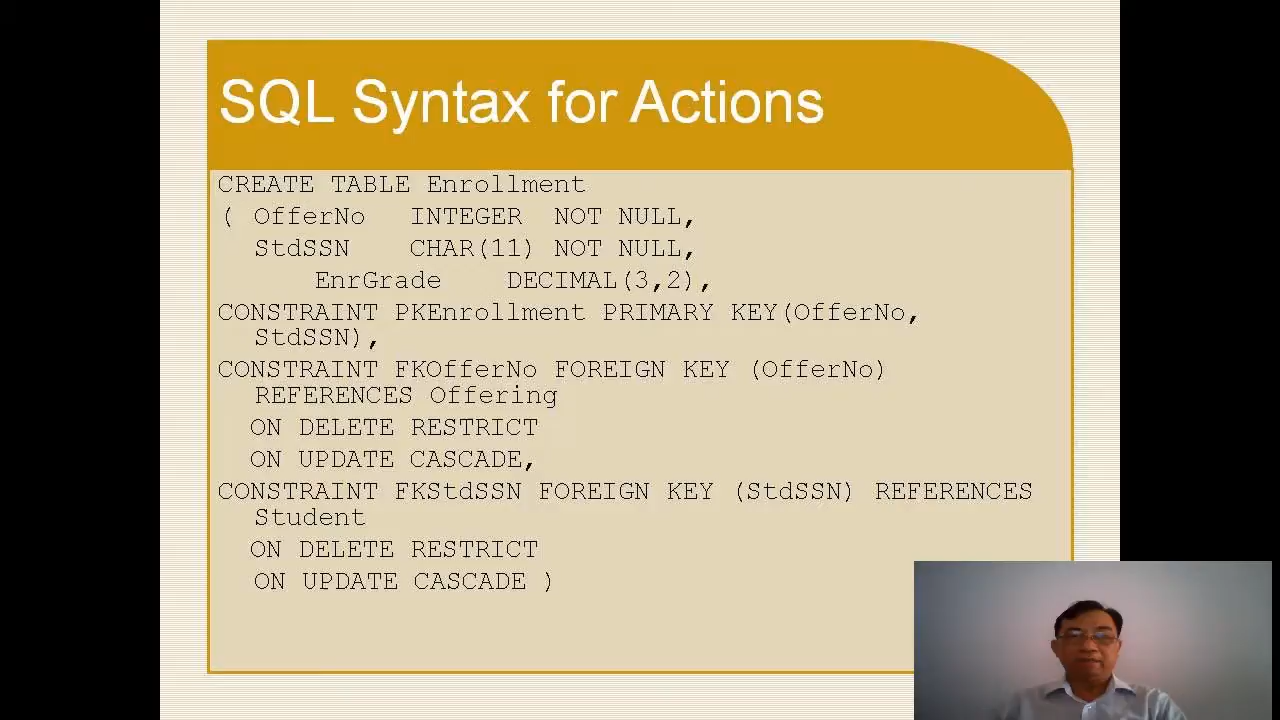 SQL Syntax for Actions
CREATE TABLE Enrollment
( OfferNo INTEGER NOT NULL,
StdSSN CHAR(11) NOT NULL,
EnrGrade DECIMAL(3,2),
CONSTRAINT PKEnrollment PRIMARY KEY(OfferNo,
StdSSN),
CONSTRAINT FKOfferNo FOREIGN KEY (OfferNo)
REFERENCES Offering
ON DELETE RESTRICT
ON UPDATE CASCADE,
CONSTRAINT FKStdSSN FOREIGN KEY (StdSSN) REFERENCES
Student
ON DELETE RESTRICT
ON UPDATE CASCADE )